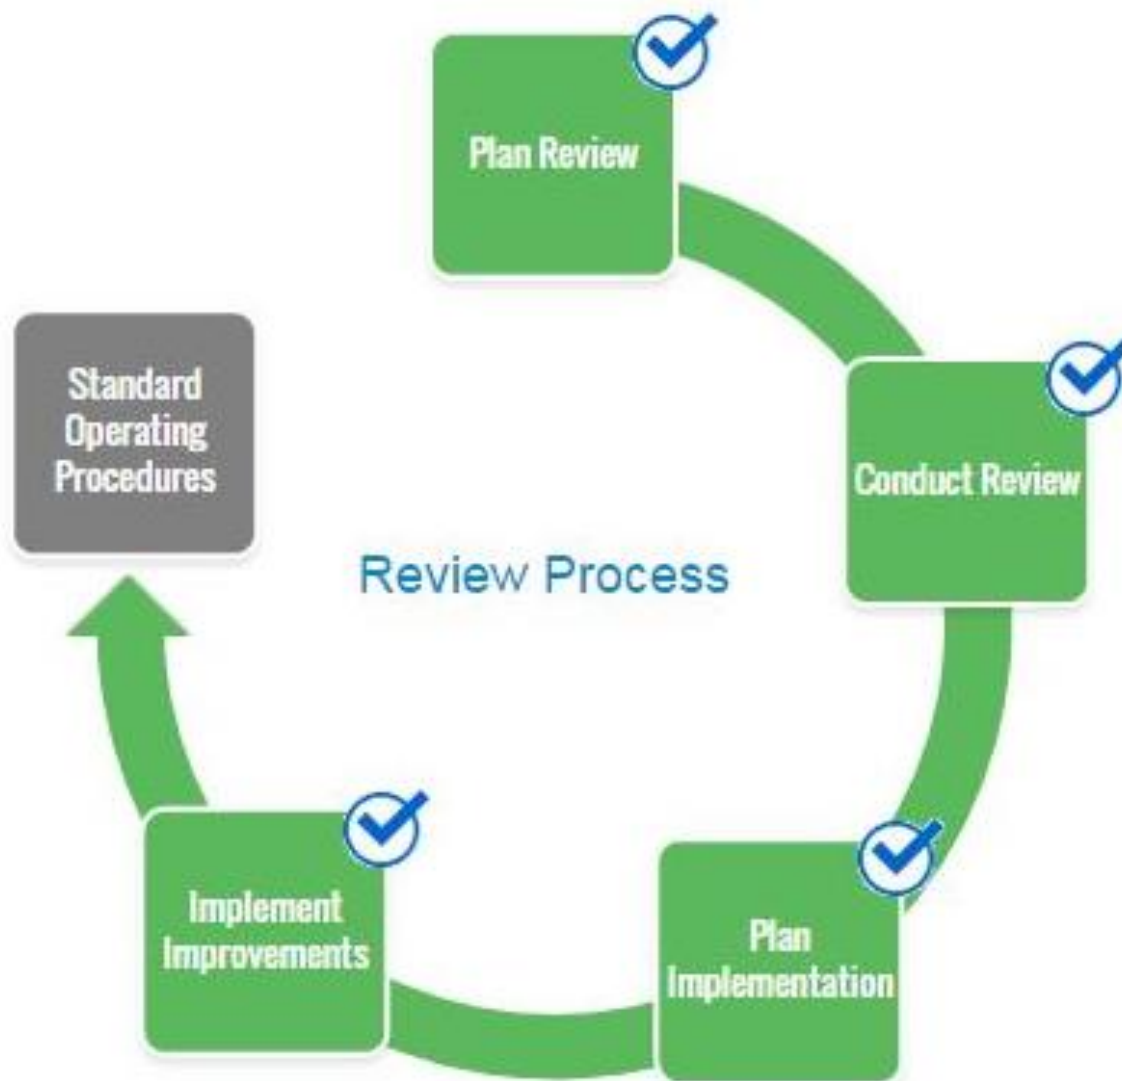 Plan Review
Conduct Review
Plan
Implementation
Implement
Improvements
Standard
Operating
Procedures
Review Process